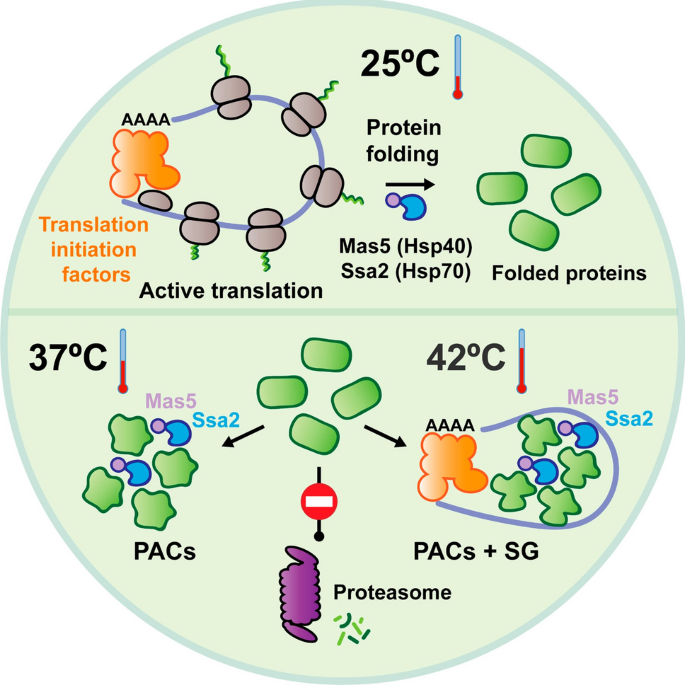 25ºC
AAAA
Protein
folding
Translation
initiation
factors
Active translation
Mas5 (Hsp40)
Ssa2 (Hsp70)
Folded proteins
37ºC
42ºC
Mas5
Ssa2
Mas5
Ssa2
AAAA
PACs
PACs + SG
Proteasome